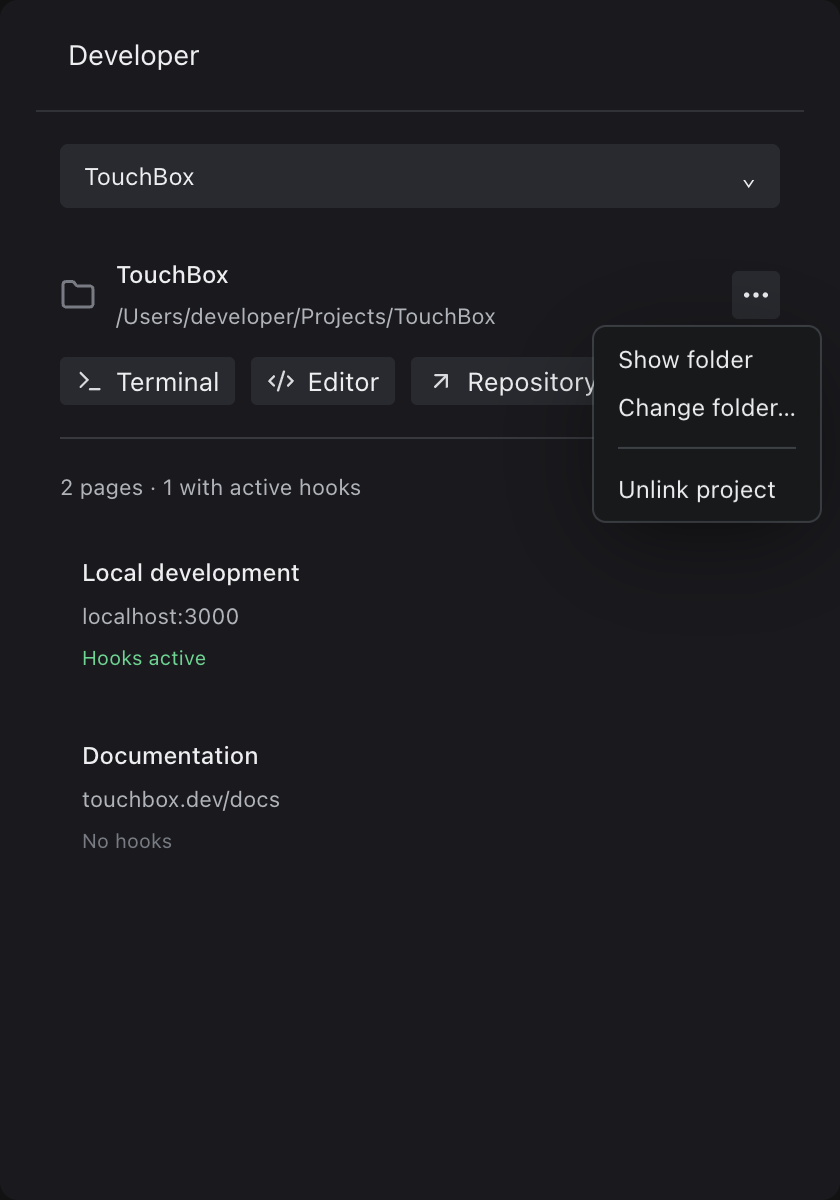 Developer
TouchBox
TouchBox
/Users/developer/Projects/TouchBox
Terminal
Editor
Repository
Show folder
Change folder...
Unlink project
2 pages · 1 with active hooks
Local development
localhost:3000
Hooks active
Documentation
touchbox.dev/docs
No hooks